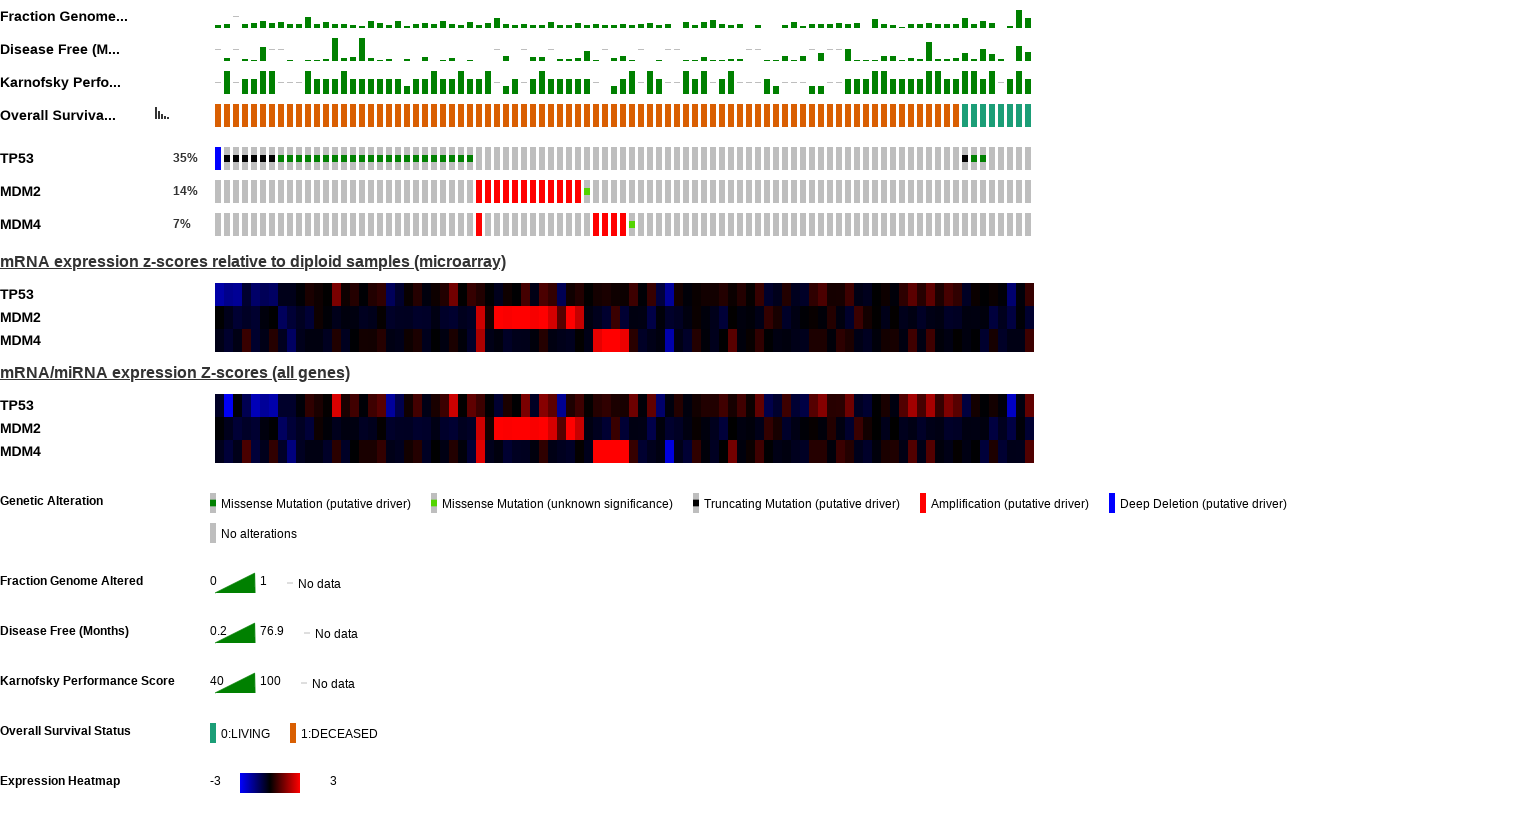 Fraction Genome...
Disease Free (M...
Karnofsky Perfo...
Overall Surviva...
TP53 35%
MDM2 14%
MDM4 7%
mRNA expression z-scores relative to diploid samples (microarray)
TP53
MDM2
MDM4
mRNA/miRNA expression Z-scores (all genes)
TP53
MDM2
MDM4
Genetic Alteration Missense Mutation (putative driver) Missense Mutation (unknown significance) Truncating Mutation (putative driver) Amplification (putative driver) Deep Deletion (putative driver)
No alterations
Fraction Genome Altered 0 1 No data
Disease Free (Months) 0.2 76.9 No data
Karnofsky Performance Score 40 100 No data
Overall Survival Status 0:LIVING 1:DECEASED
Expression Heatmap -3 3